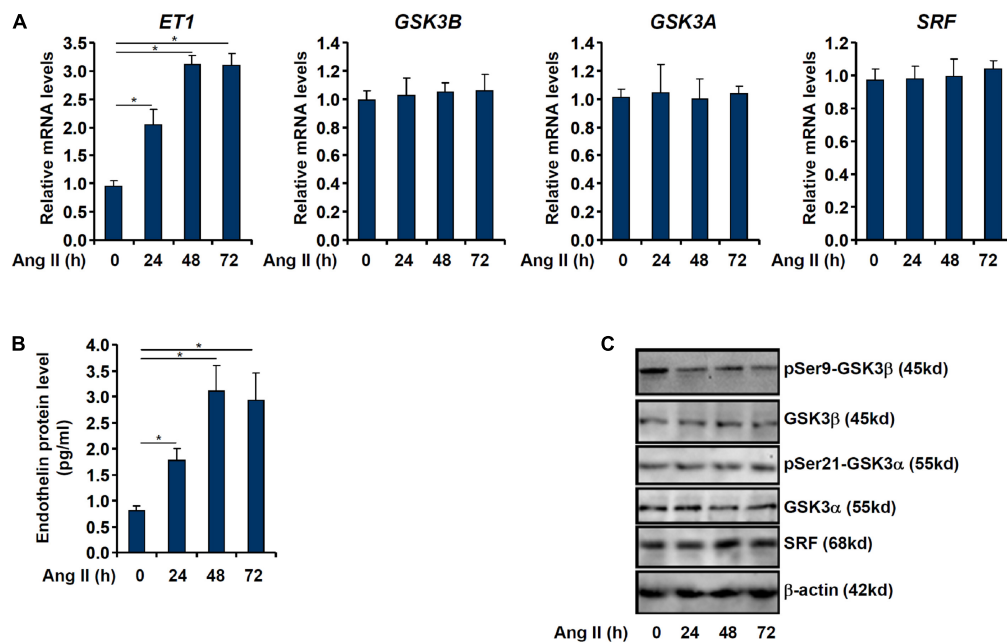 A
ET1
GSK3B
GSK3A
SRF
Relative mRNA levels
3.5
3.0
2.5
2.0
1.5
1.0
0.5
0.0
* * *
Ang II (h) 0 24 48 72
Relative mRNA levels
1.4
1.2
1.0
0.8
0.6
0.4
0.2
0.0
Ang II (h) 0 24 48 72
Relative mRNA levels
1.4
1.2
1.0
0.8
0.6
0.4
0.2
0.0
Ang II (h) 0 24 48 72
Relative mRNA levels
1.2
1.0
0.8
0.6
0.4
0.2
0.0
Ang II (h) 0 24 48 72
B
Endothelin protein level
(pg/ml)
4.0
3.5
3.0
2.5
2.0
1.5
1.0
0.5
0.0
* * *
Ang II (h) 0 24 48 72
C
pSer9-GSK3β (45kd)
GSK3β (45kd)
pSer21-GSK3α (55kd)
GSK3α (55kd)
SRF (68kd)
β-actin (42kd)
Ang II (h) 0 24 48 72